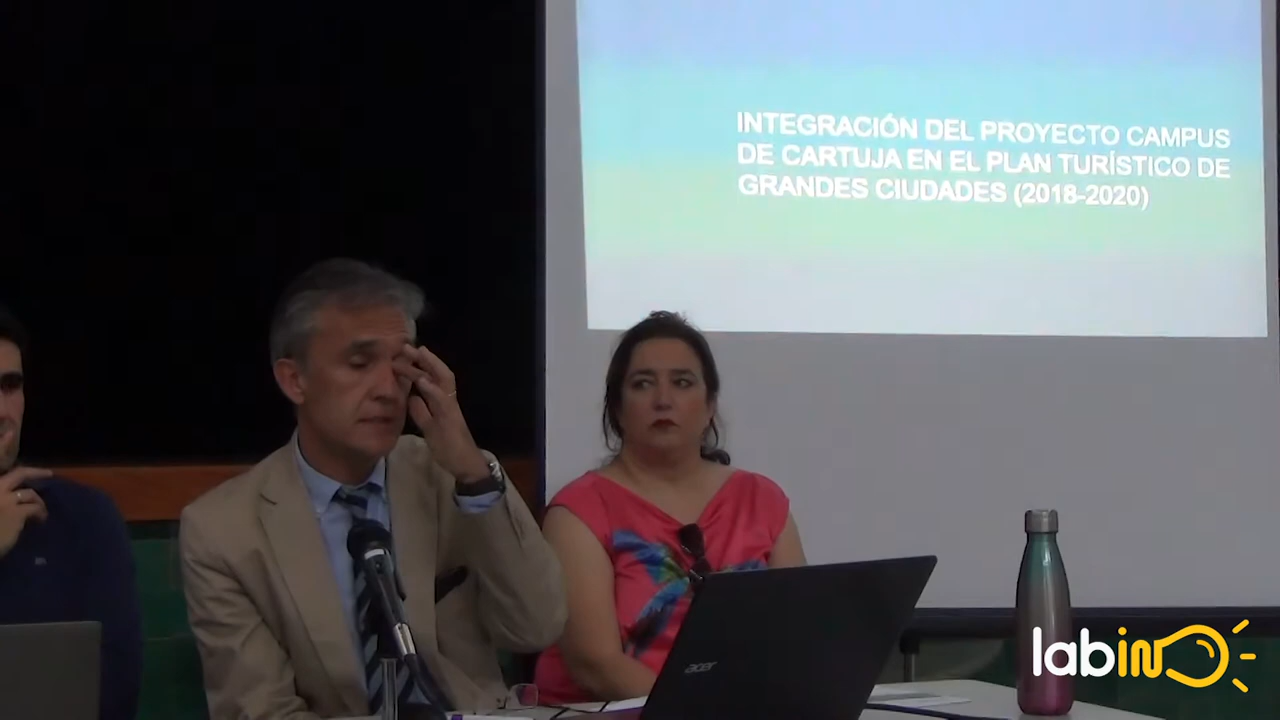 INTEGRACIÓN DEL PROYECTO CAMPUS
DE CARTUJA EN EL PLAN TURÍSTICO DE
GRANDES CIUDADES (2018-2020)
acer
labin